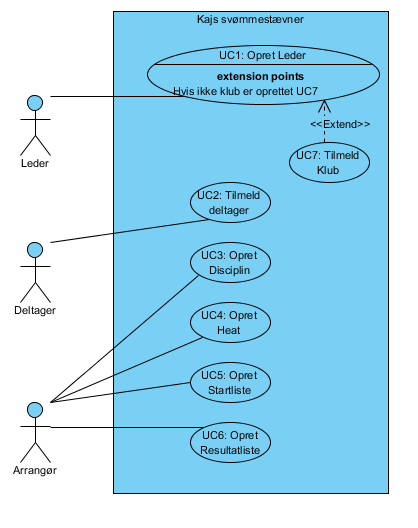 Kajs svømmestævner
UC1: Opret Leder
extension points
Hvis ikke klub er oprettet UC7
<<Extend>>
UC7: Tilmeld
Klub
Leder
UC2: Tilmeld
deltager
Deltager
UC3: Opret
Disciplin
UC4: Opret
Heat
UC5: Opret
Startliste
UC6: Opret
Resultatliste
Arrangør